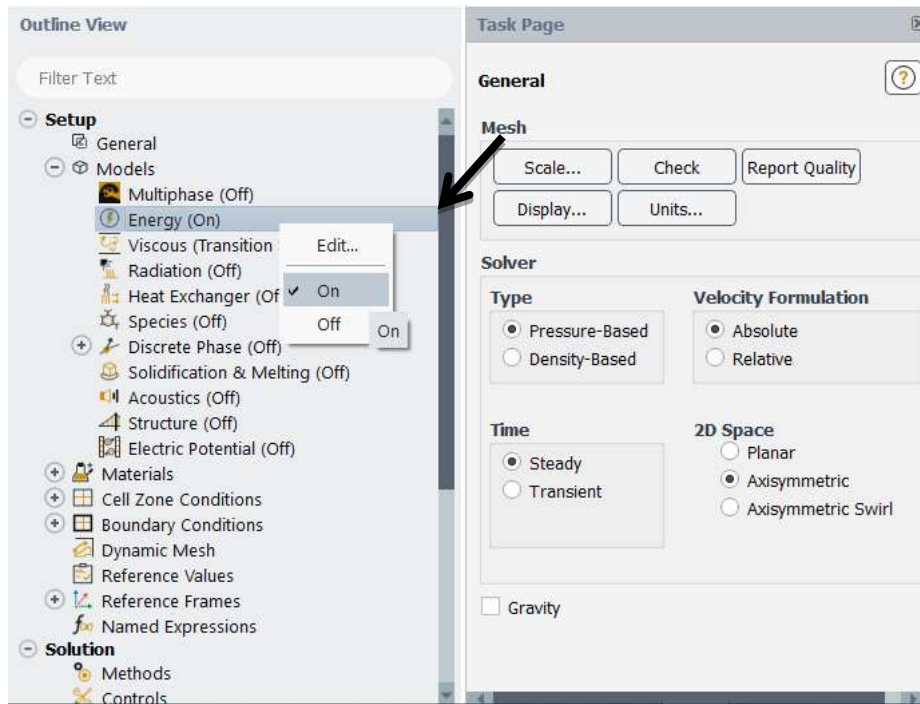 Outline View
Filter Text
Setup
General
Models
Multiphase (Off)
Energy (On)
Viscous (Transition
Radiation (Off)
Heat Exchanger (Of
Species (Off)
Discrete Phase (Off)
Solidification & Melting (Off)
Acoustics (Off)
Structure (Off)
Electric Potential (Off)
Materials
Cell Zone Conditions
Boundary Conditions
Dynamic Mesh
Reference Values
Reference Frames
Named Expressions
Solution
Methods
Controls
Edit...
On
Off
On
Task Page
General
Mesh
Scale... Check Report Quality
Display... Units...
Solver
Type
Pressure-Based
Density-Based
Velocity Formulation
Absolute
Relative
Time
Steady
Transient
2D Space
Planar
Axisymmetric
Axisymmetric Swirl
Gravity